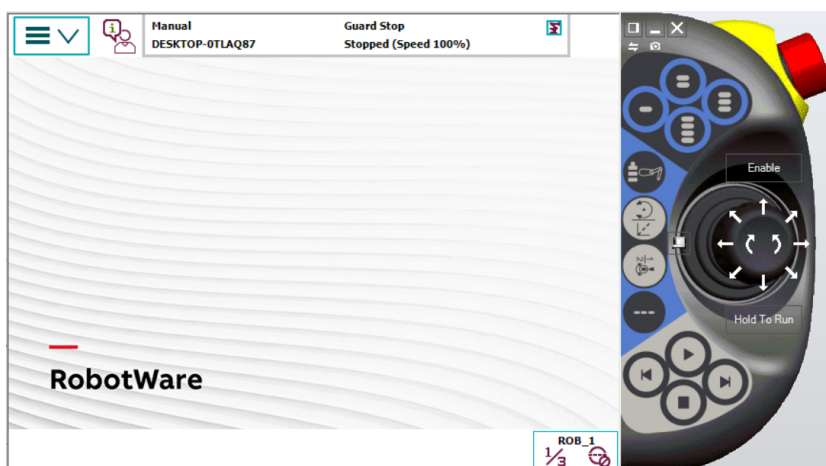 Manual
DESKTOP-0TLAQ87
Guard Stop
Stopped (Speed 100%)
Enable
Hold To Run
RobotWare
ROB_1
1/3